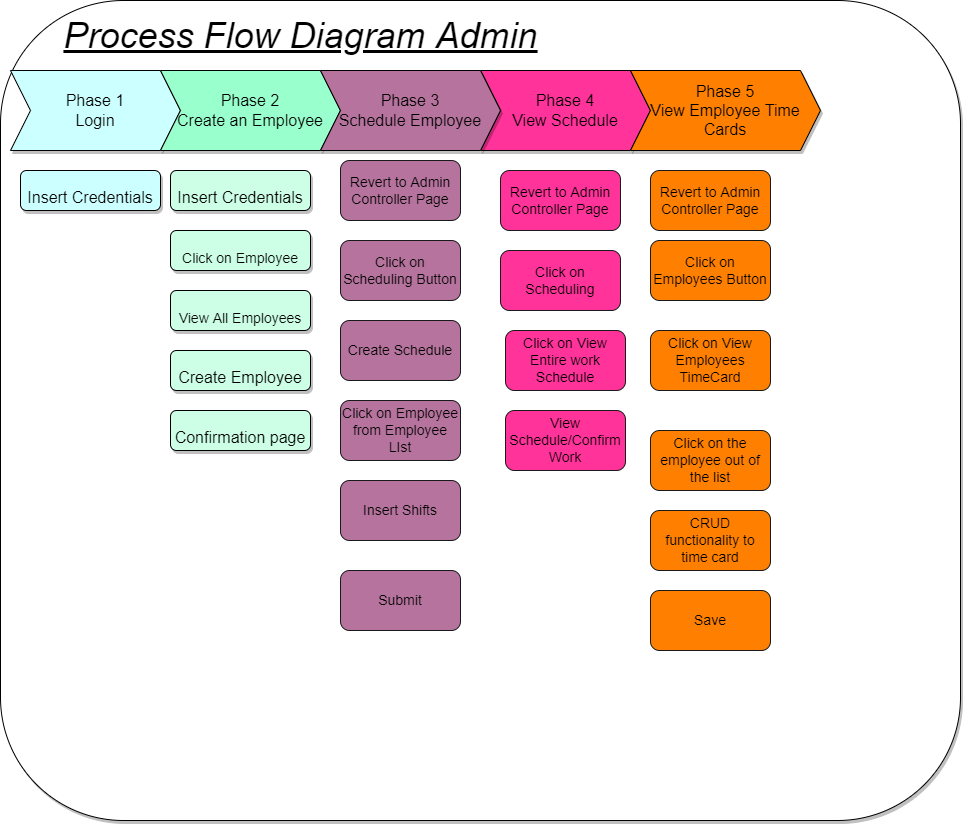 Process Flow Diagram Admin
Phase 1
Login
Phase 2
Create an Employee
Phase 3
Schedule Employee
Phase 4
View Schedule
Phase 5
View Employee Time
Cards
Insert Credentials
Insert Credentials
Click on Employee
View All Employees
Create Employee
Confirmation page
Revert to Admin
Controller Page
Click on
Scheduling Button
Create Schedule
Click on Employee
from Employee
LIst
Insert Shifts
Submit
Revert to Admin
Controller Page
Click on
Scheduling
Click on View
Entire work
Schedule
View
Schedule/Confirm
Work
Revert to Admin
Controller Page
Click on
Employees Button
Click on View
Employees
TimeCard
Click on the
employee out of
the list
CRUD
functionality to
time card
Save